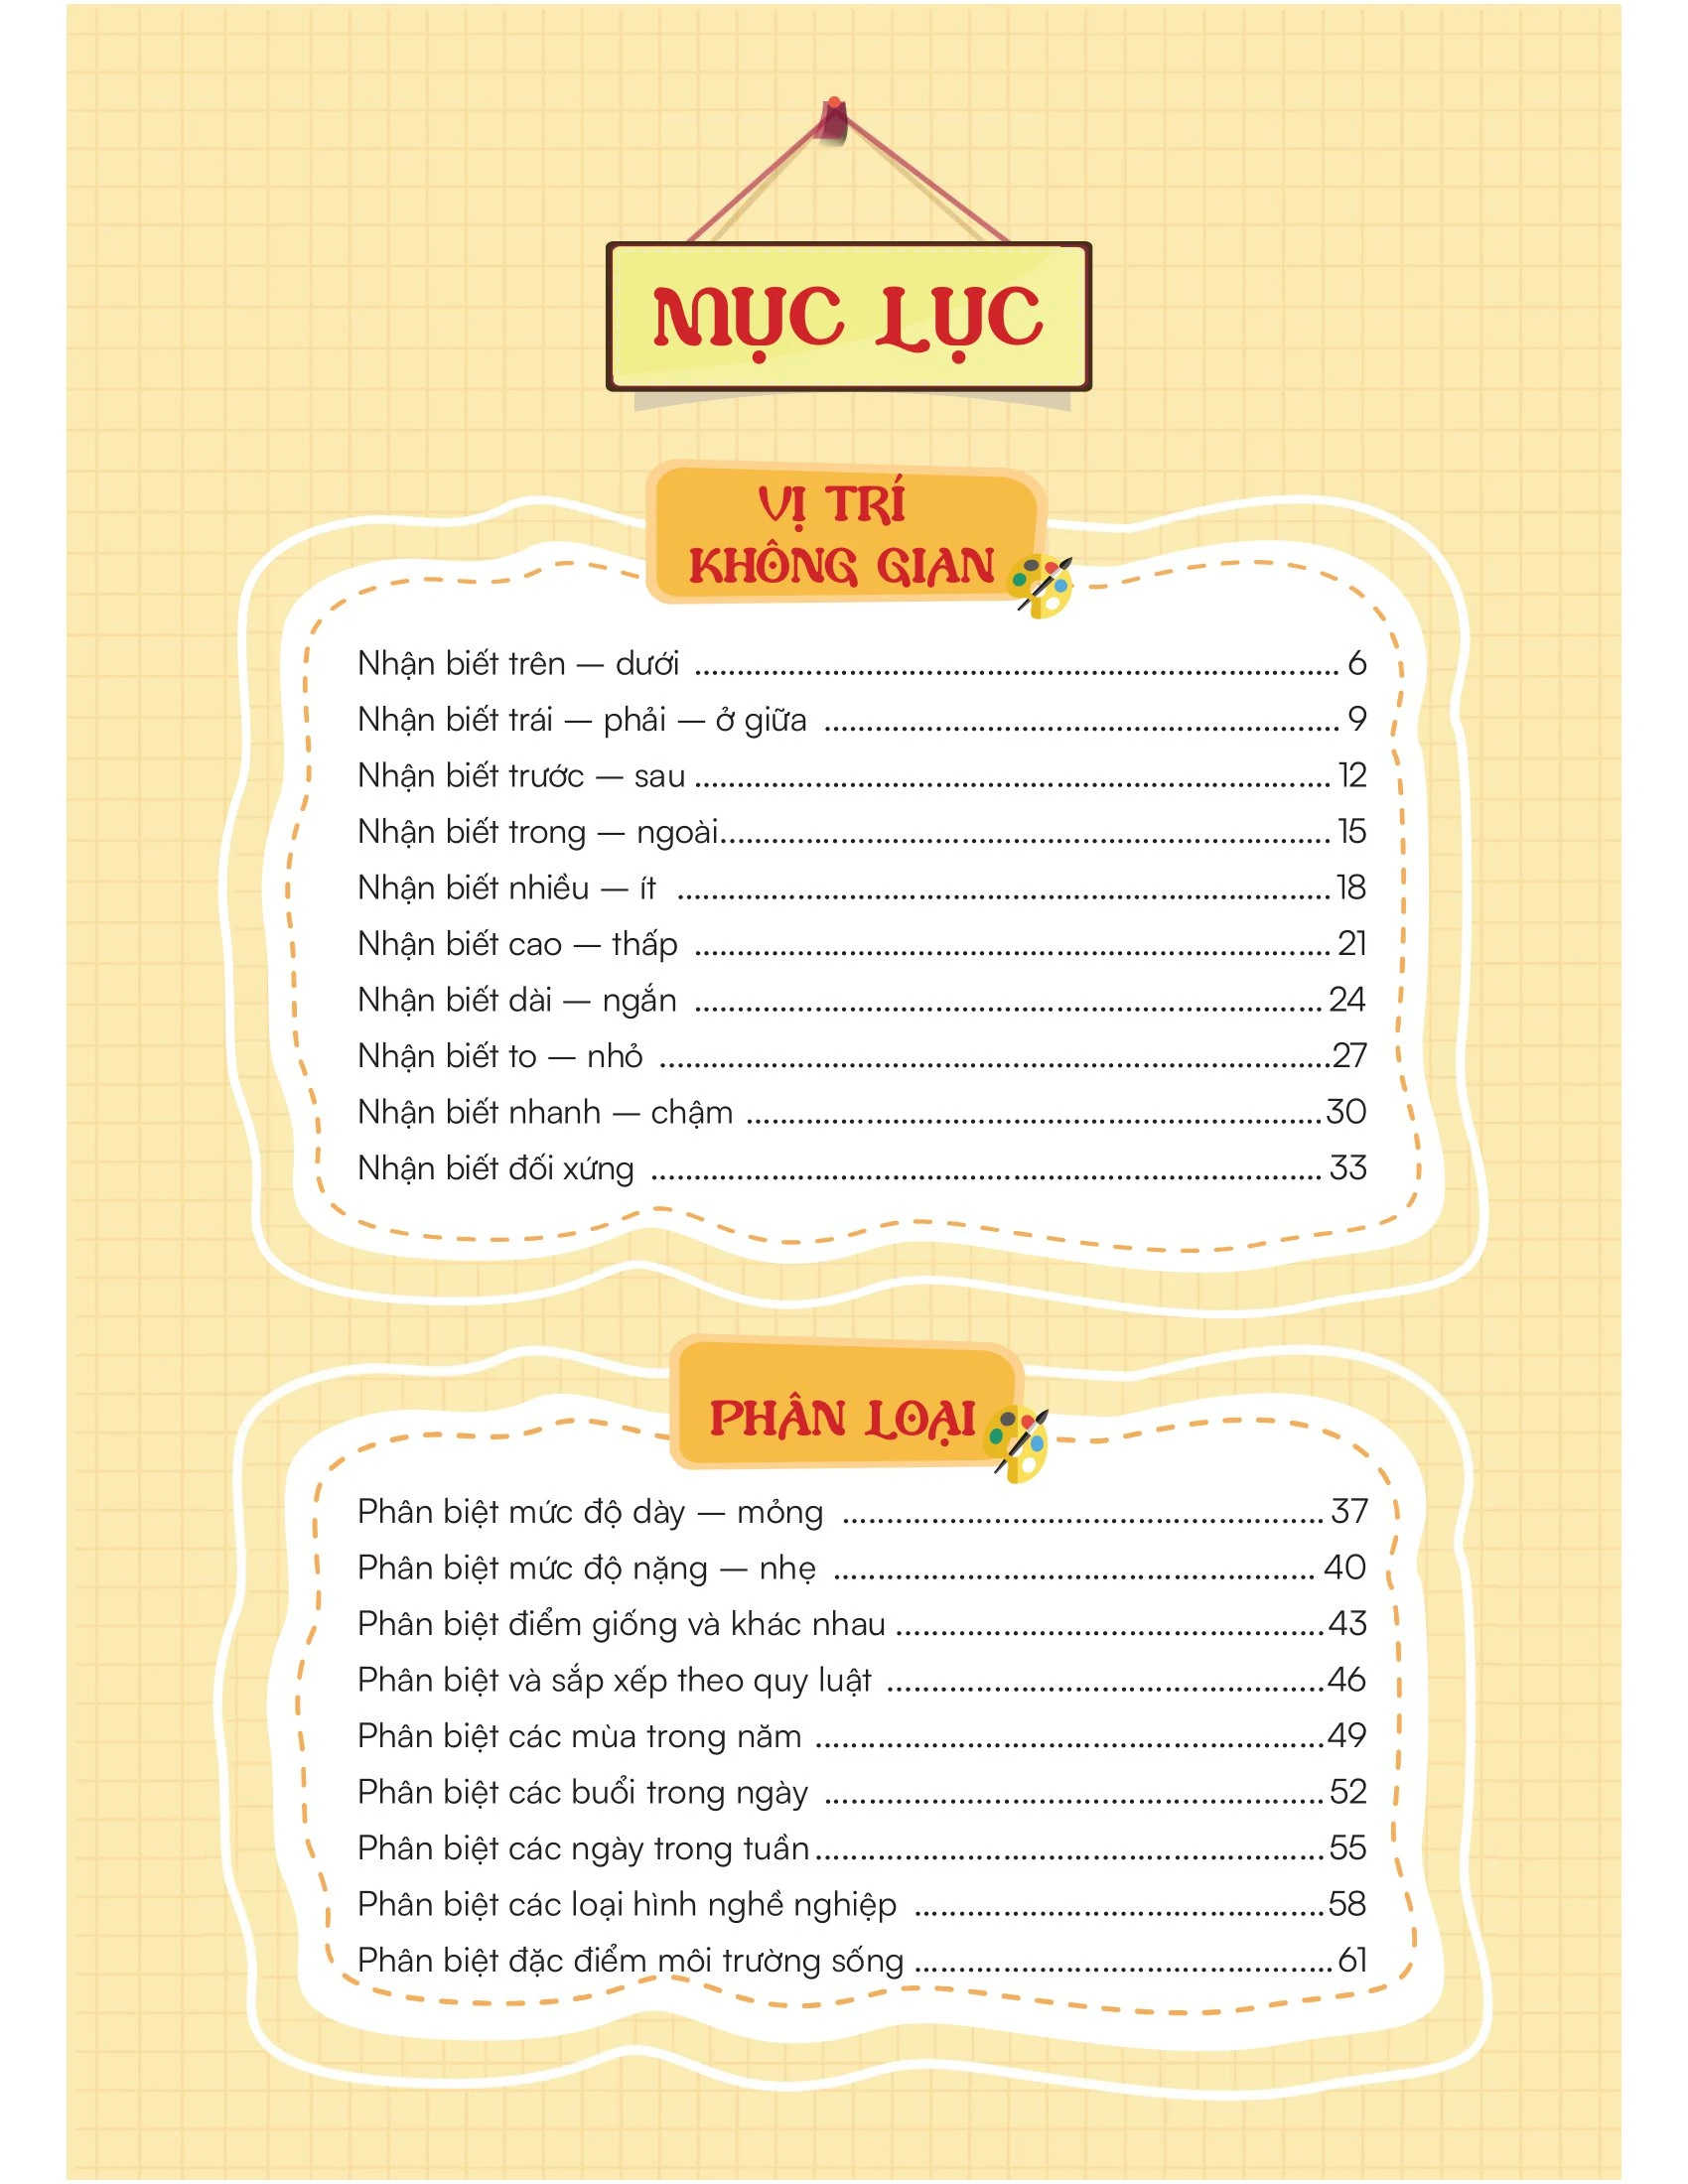 MỤC LỤC
VỊ TRÍ
KHÔNG GIAN
Nhận biết trên – dưới ........................................................................... 6
Nhận biết trái – phải – ở giữa ............................................................ 9
Nhận biết trước – sau .......................................................................... 12
Nhận biết trong – ngoài....................................................................... 15
Nhận biết nhiều – ít ............................................................................ 18
Nhận biết cao – thấp .......................................................................... 21
Nhận biết dài – ngắn ......................................................................... 24
Nhận biết to – nhỏ ..............................................................................27
Nhận biết nhanh – chậm ...................................................................30
Nhận biết đối xứng .............................................................................. 33
PHÂN LOẠI
Phân biệt mức độ dày – mỏng ........................................................ 37
Phân biệt mức độ nặng – nhẹ ........................................................ 40
Phân biệt điểm giống và khác nhau ..................................................43
Phân biệt và sắp xếp theo quy luật ...................................................46
Phân biệt các mùa trong năm ...........................................................49
Phân biệt các buổi trong ngày .......................................................... 52
Phân biệt các ngày trong tuần........................................................... 55
Phân biệt các loại hình nghề nghiệp ................................................58
Phân biệt đặc điểm môi trường sống ................................................. 61